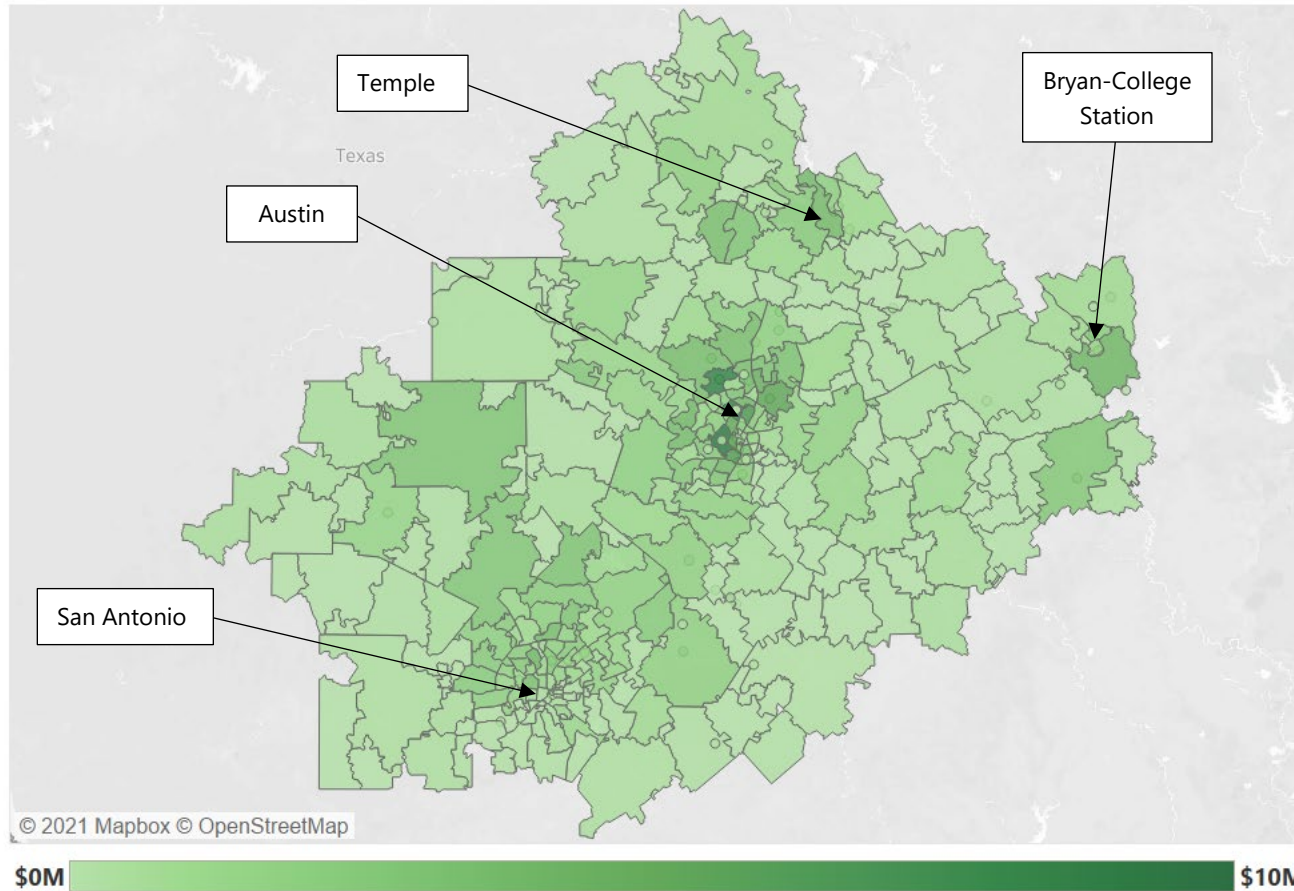 Temple
Bryan-College
Station
Texas
Austin
San Antonio
© 2021 Mapbox © OpenStreetMap
$0M
$10M